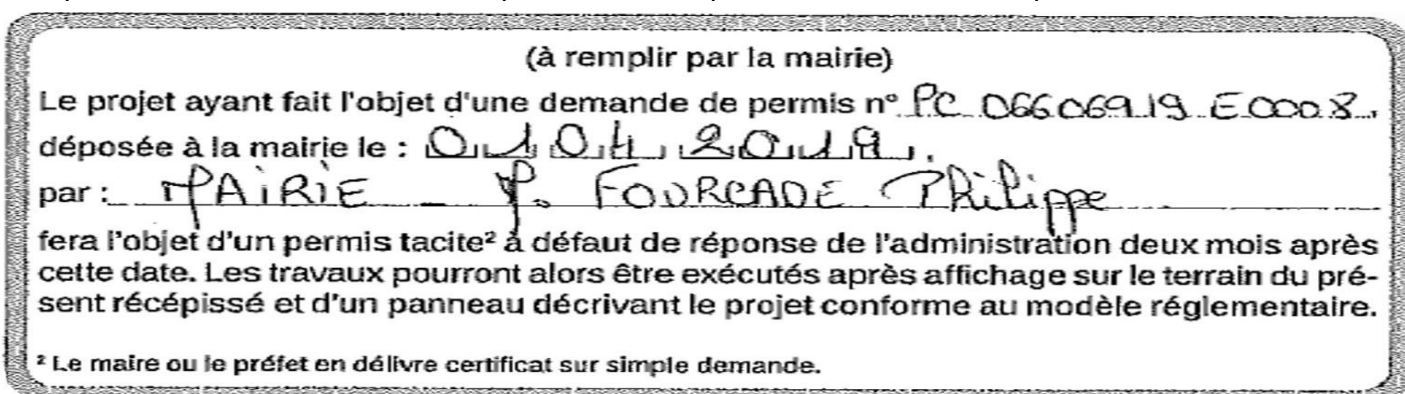 (à remplir par la mairie)
Le projet ayant fait l'objet d'une demande de permis n° PC 066069 19 E0008.
déposée à la mairie le : 01 04 2019.
par : MAIRIE - M. FOURCADE Philippe
fera l'objet d'un permis tacite² à défaut de réponse de l'administration deux mois après
cette date. Les travaux pourront alors être exécutés après affichage sur le terrain du pré-
sent récépissé et d'un panneau décrivant le projet conforme au modèle réglementaire.
² Le maire ou le préfet en délivre certificat sur simple demande.